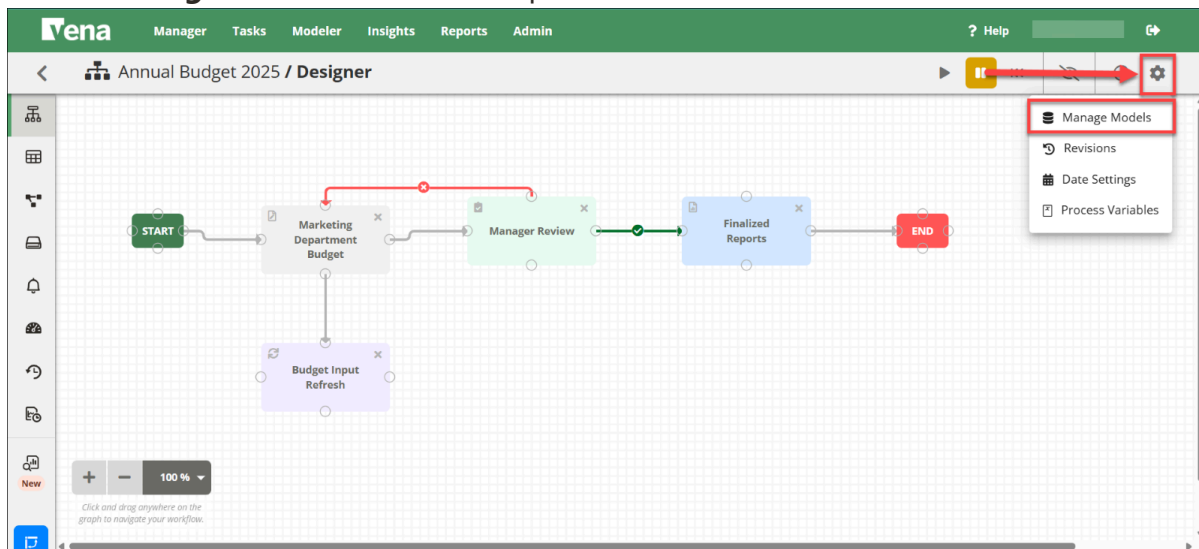 Vena Manager Tasks Modeler Insights Reports Admin ? Help
Annual Budget 2025 / Designer
Manage Models
Revisions
Date Settings
Process Variables
START
Marketing
Department
Budget
Manager Review
Finalized
Reports
END
Budget Input
Refresh
New
+ − 100 %
Click and drag anywhere on the
graph to navigate your workflow.